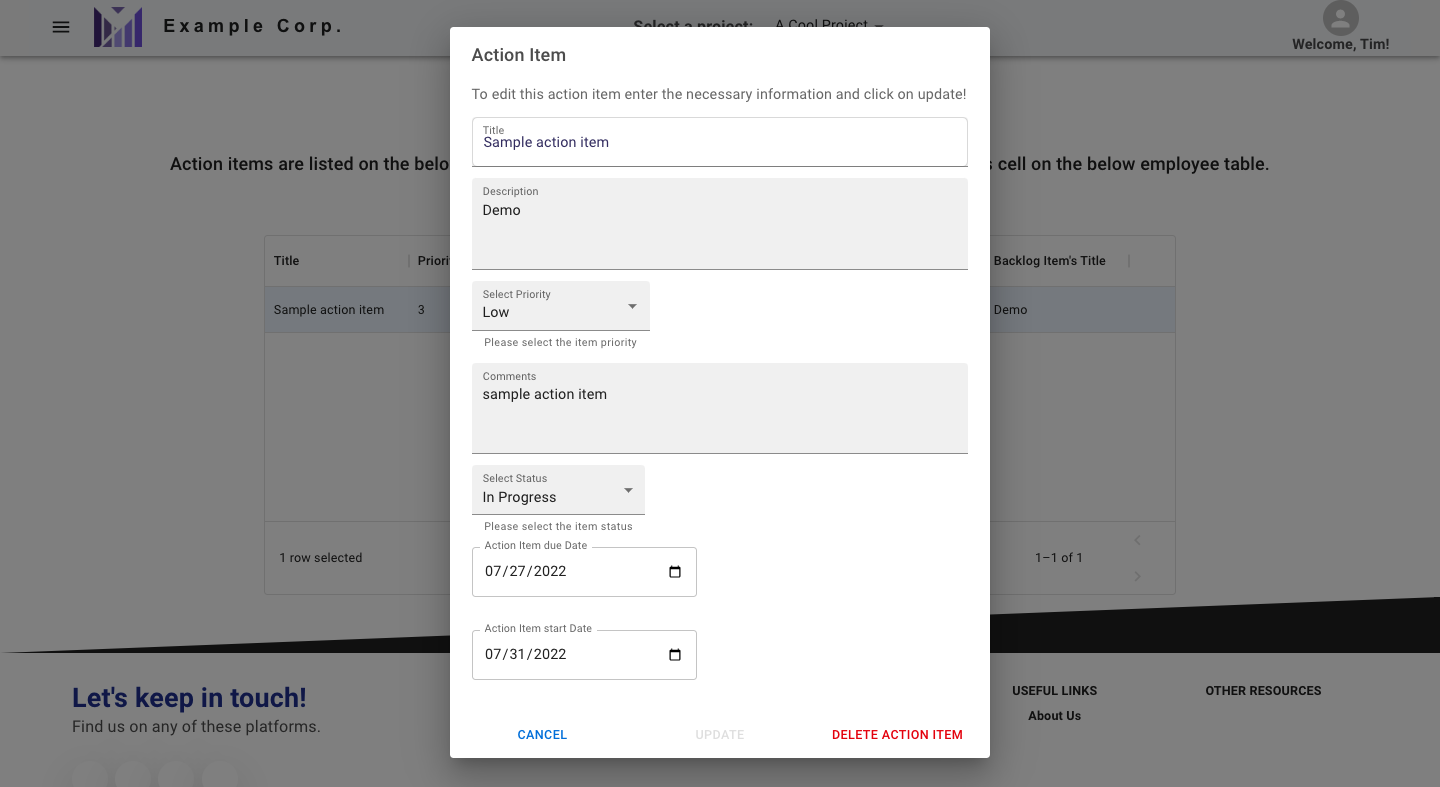 Example Corp.
Select a project: A Cool Project
Welcome, Tim!
Action Item
To edit this action item enter the necessary information and click on update!
Action items are listed on the belo
s cell on the below employee table.
Title
Sample action item
Description
Demo
Title
Priori
Backlog Item's Title
Sample action item
3
Demo
Select Priority
Low
Please select the item priority
Comments
sample action item
Select Status
In Progress
Please select the item status
Action Item due Date
07/27/2022
1 row selected
1–1 of 1
Action Item start Date
07/31/2022
Let's keep in touch!
Find us on any of these platforms.
USEFUL LINKS
OTHER RESOURCES
About Us
CANCEL
UPDATE
DELETE ACTION ITEM